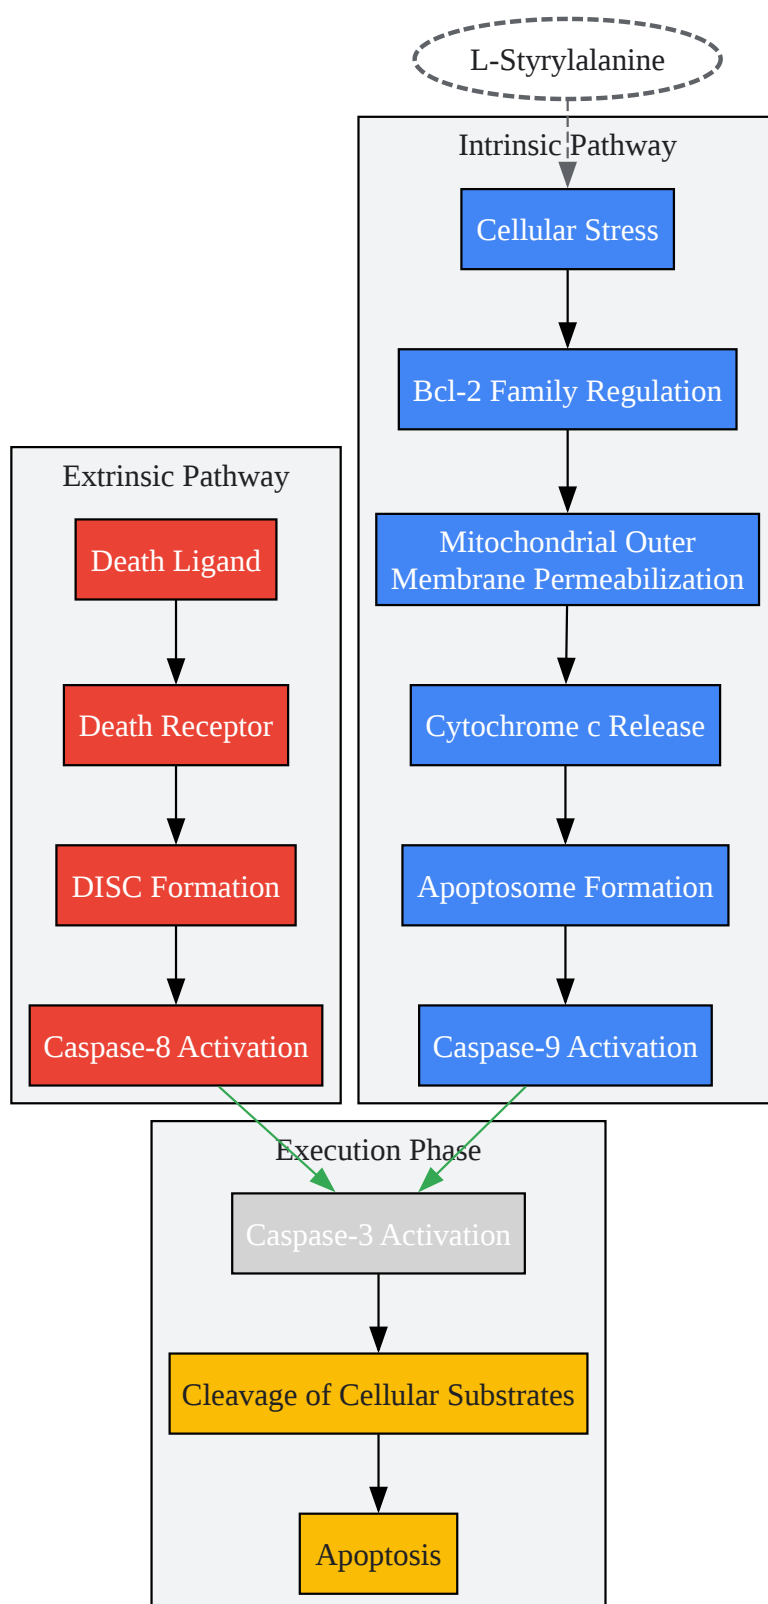 L-Styrylalanine
Intrinsic Pathway
Cellular Stress
Bcl-2 Family Regulation
Mitochondrial Outer
Membrane Permeabilization
Cytochrome c Release
Apoptosome Formation
Caspase-9 Activation
Extrinsic Pathway
Death Ligand
Death Receptor
DISC Formation
Caspase-8 Activation
Execution Phase
Caspase-3 Activation
Cleavage of Cellular Substrates
Apoptosis